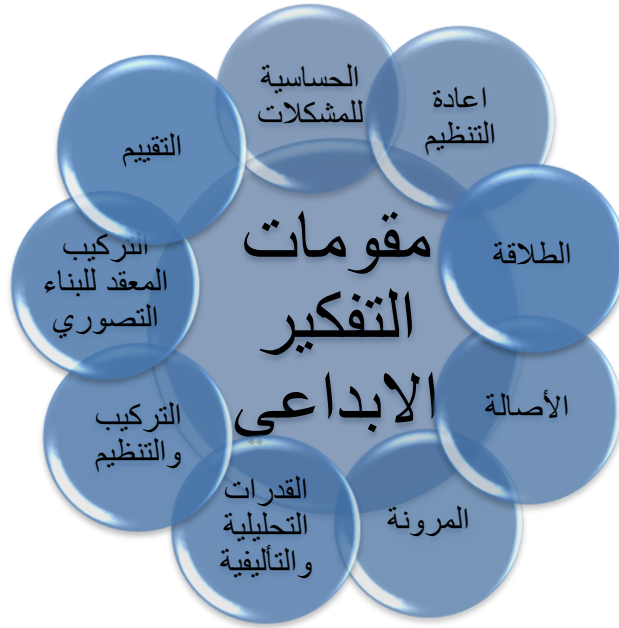 مقومات
التفكير
الابداعى
الحساسية
للمشكلات
اعادة
التنظيم
الطلاقة
الأصالة
المرونة
القدرات
التحليلية
والتأليفية
التركيب
والتنظيم
التركيب
المعقد للبناء
التصوري
التقييم